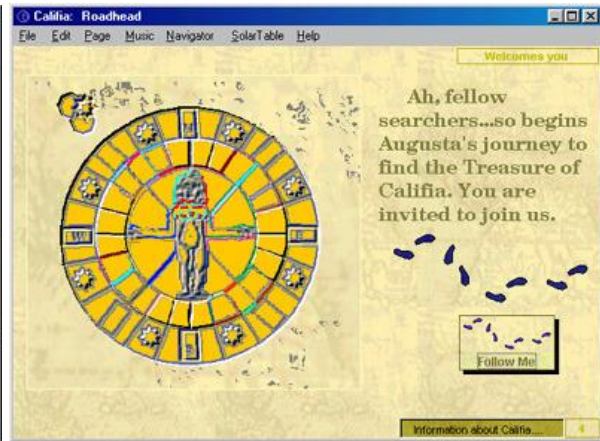 Califia: Roadhead
File Edit Page Music Navigator SolarTable Help
Welcomes you
Ah, fellow
searchers...so begins
Augusta's journey to
find the Treasure of
Califia. You are
invited to join us.
Follow Me
Information about Califia.... 4